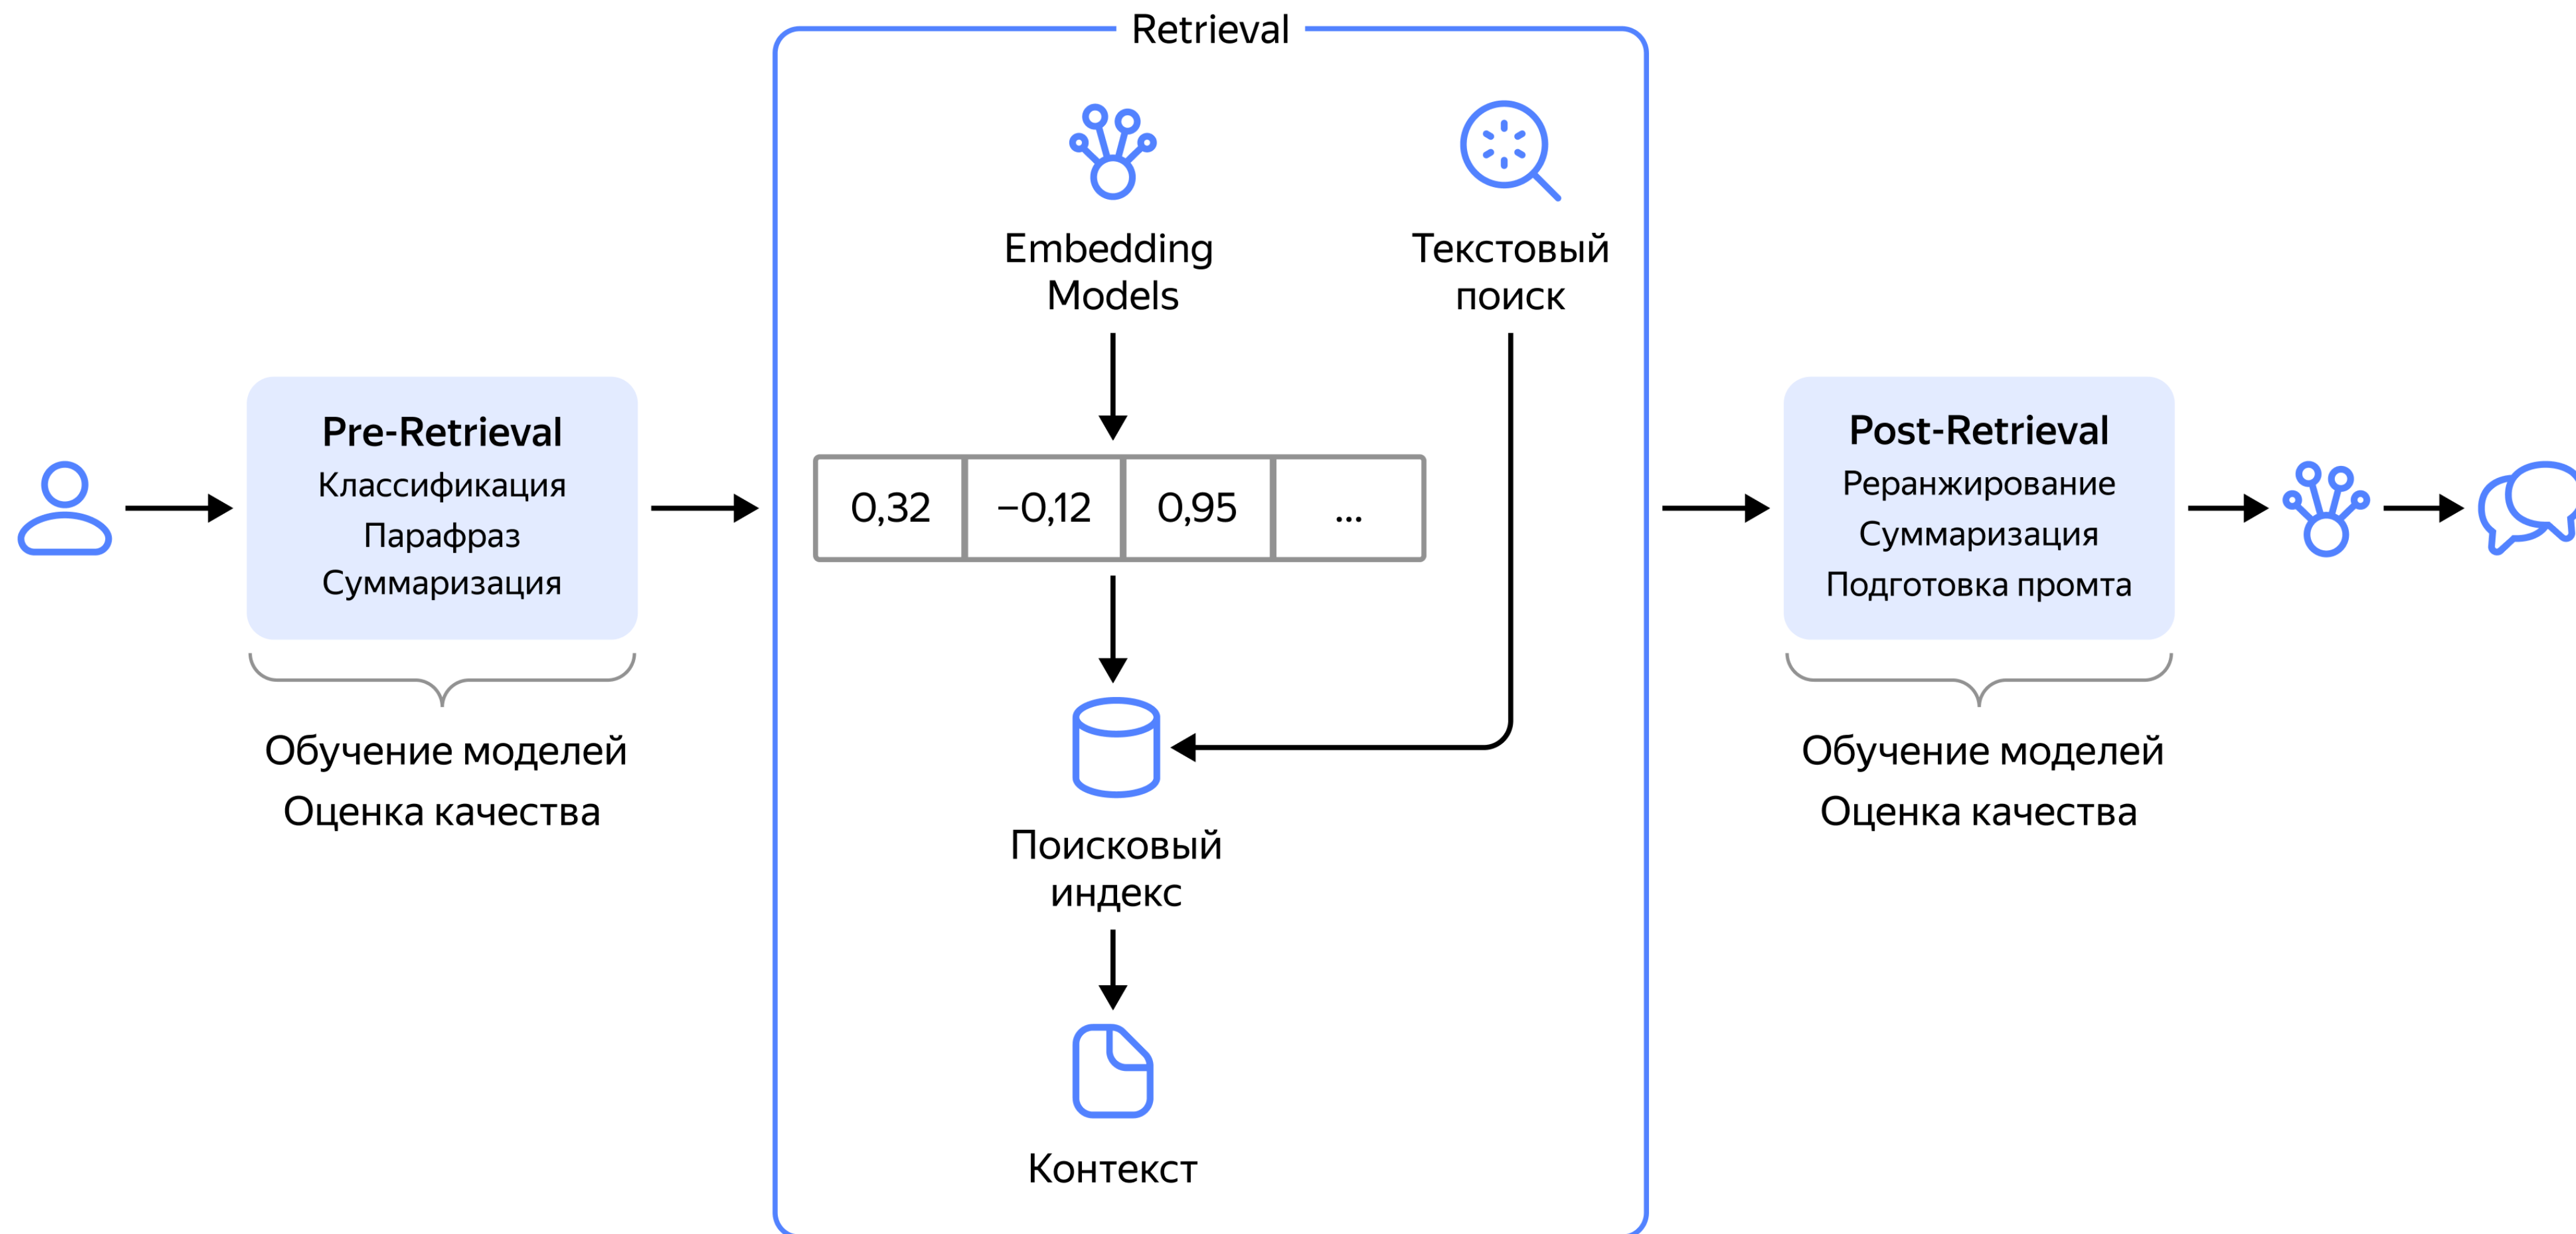 Retrieval
Embedding
Models
Текстовый
поиск
Pre-Retrieval
Классификация
Парафраз
Суммаризация
Обучение моделей
Оценка качества
0,32
−0,12
0,95
...
Поисковый
индекс
Контекст
Post-Retrieval
Реранжирование
Суммаризация
Подготовка промта
Обучение моделей
Оценка качества